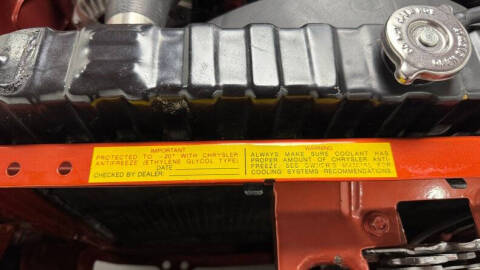 IMPORTANT
PROTECTED TO -20° WITH CHRYSLER
ANTIFREEZE (ETHYLENE GLYCOL TYPE)
DATE
CHECKED BY DEALER:
WARNING
ALWAYS MAKE SURE COOLANT HAS
PROPER AMOUNT OF CHRYSLER ANTI-
FREEZE. SEE OWNER'S MANUAL FOR
COOLING SYSTEMS RECOMMENDATIONS.